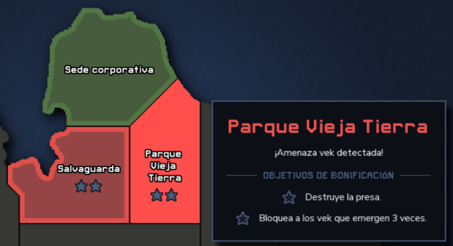 Sede corporativa
Salvaguarda
Parque
Vieja
Tierra
Parque Vieja Tierra
¡Amenaza vek detectada!
OBJETIVOS DE BONIFICACIÓN
Destruye la presa.
Bloquea a los vek que emergen 3 veces.